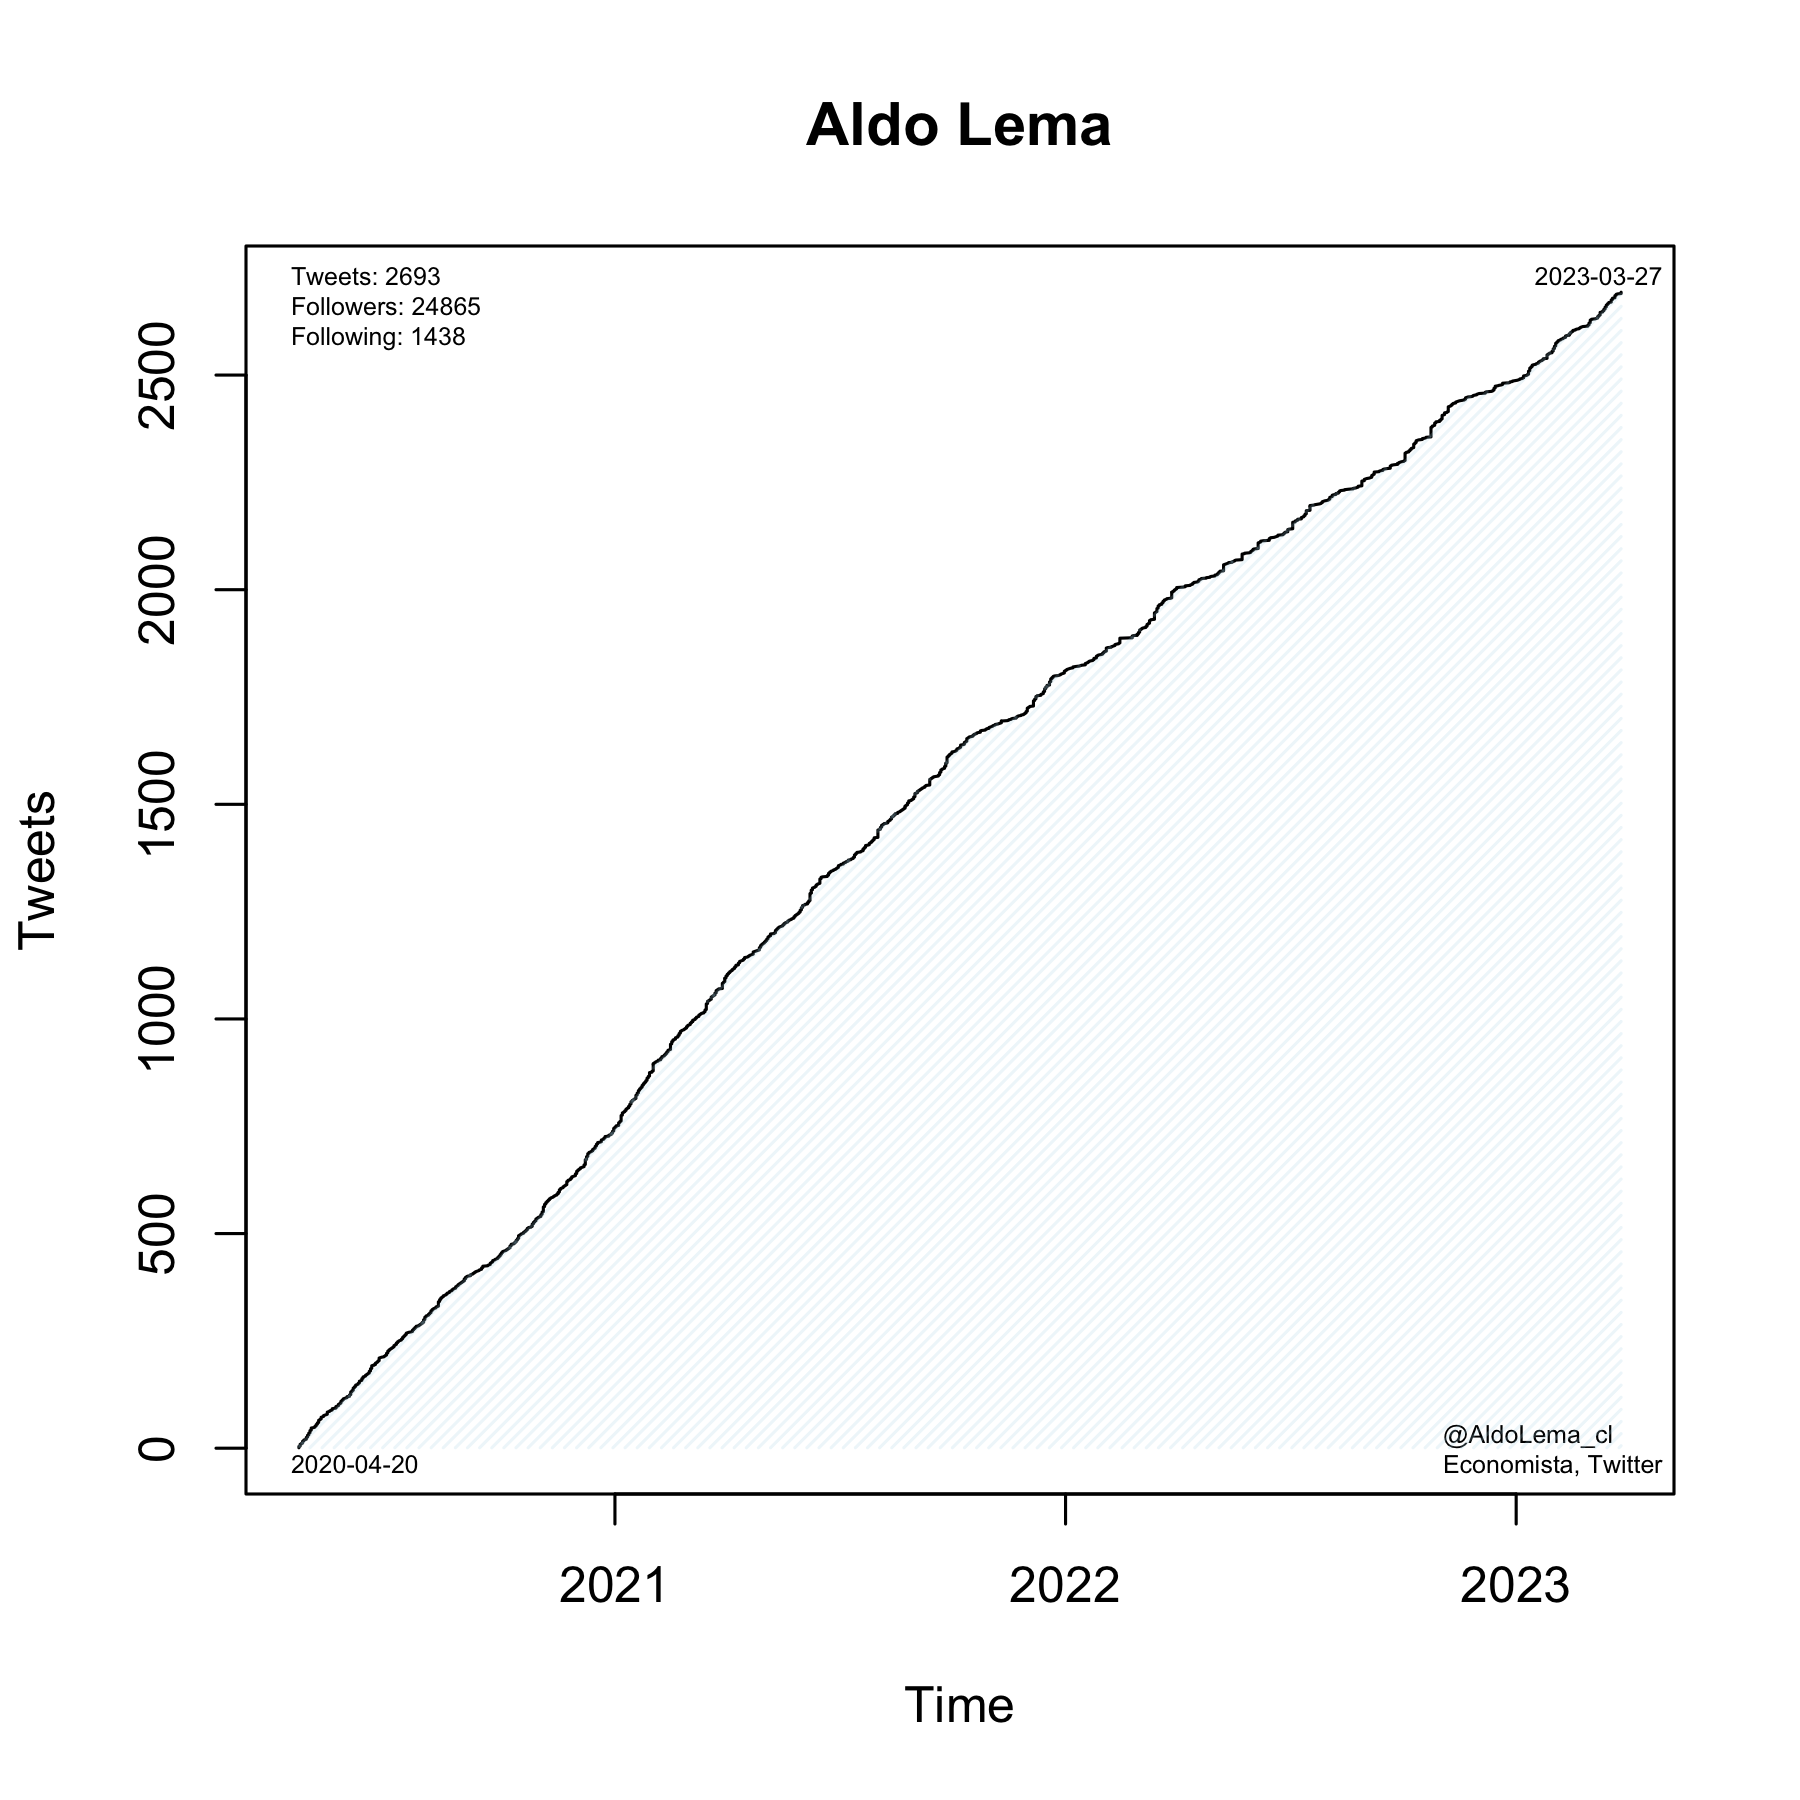 Aldo Lema
Tweets: 2693
Followers: 24865
Following: 1438
2023-03-27
2500
2000
1500
1000
500
0
Tweets
2020-04-20
@AldoLema_cl
Economista, Twitter
2021
2022
2023
Time